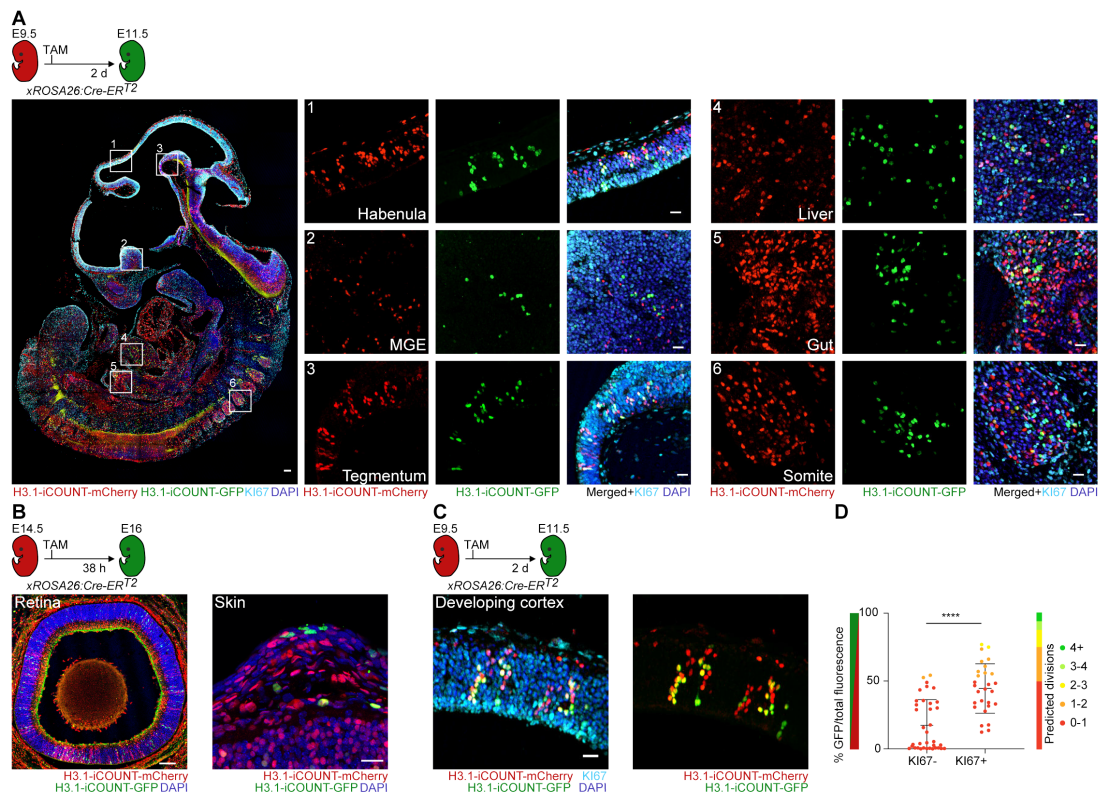 A
E9.5
E11.5
TAM
2 d
xROSA26:Cre-ERT2
1
2
3
4
5
6
H3.1-iCOUNT-mCherry H3.1-iCOUNT-GFP KI67 DAPI
1
Habenula
2
MGE
3
Tegmentum
H3.1-iCOUNT-mCherry
H3.1-iCOUNT-GFP
Merged+KI67 DAPI
4
Liver
5
Gut
6
Somite
H3.1-iCOUNT-mCherry
H3.1-iCOUNT-GFP
Merged+KI67 DAPI
B
E14.5
E16
TAM
38 h
xROSA26:Cre-ERT2
Retina
H3.1-iCOUNT-mCherry
H3.1-iCOUNT-GFP DAPI
Skin
H3.1-iCOUNT-mCherry
H3.1-iCOUNT-GFP DAPI
C
E9.5
E11.5
TAM
2 d
xROSA26:Cre-ERT2
Developing cortex
H3.1-iCOUNT-mCherry KI67
H3.1-iCOUNT-GFP DAPI
H3.1-iCOUNT-mCherry
H3.1-iCOUNT-GFP
D
% GFP/total fluorescence
100
50
0
****
KI67-
KI67+
Predicted divisions
4+
3-4
2-3
1-2
0-1